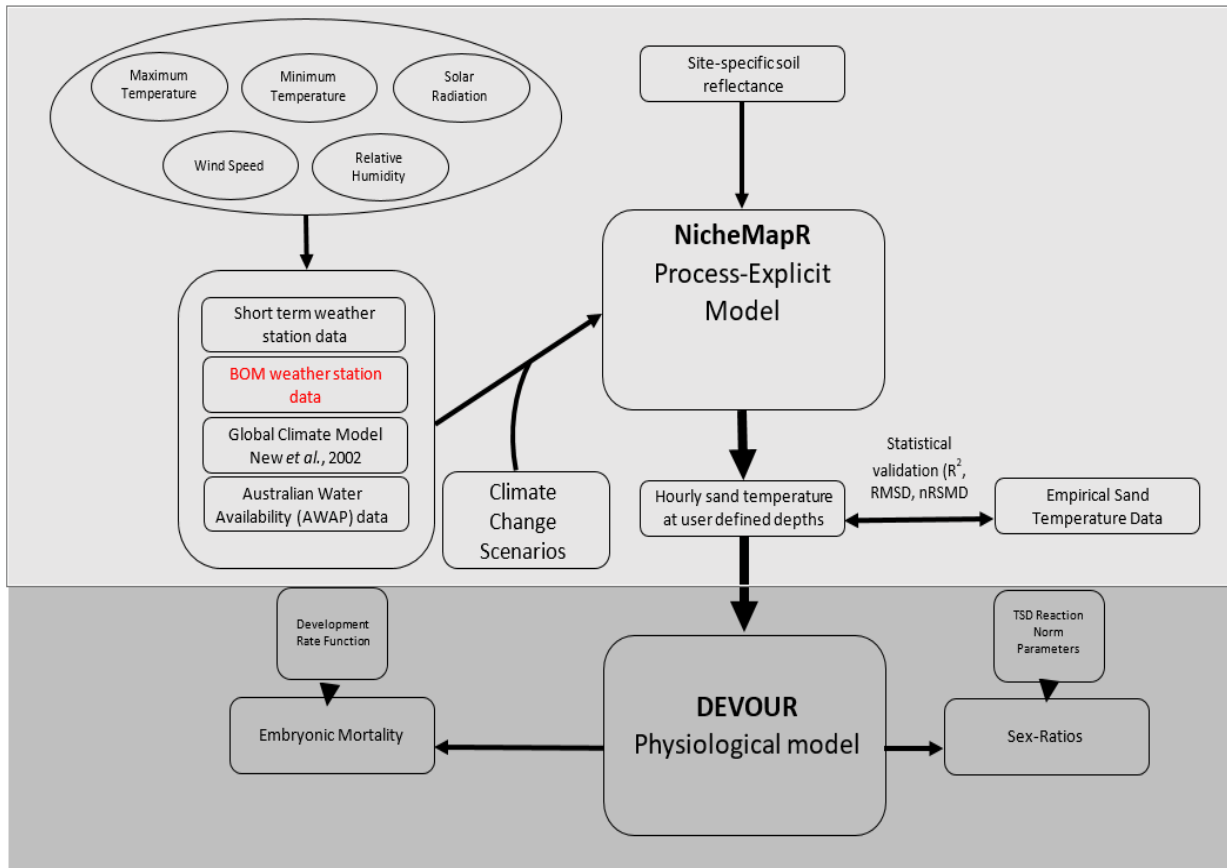 Maximum
Temperature
Minimum
Temperature
Solar
Radiation
Wind Speed
Relative
Humidity
Site-specific soil
reflectance
NicheMapR
Process-Explicit
Model
Short term weather
station data
BOM weather station
data
Global Climate Model
New et al., 2002
Australian Water
Availability (AWAP) data
Climate
Change
Scenarios
Hourly sand temperature
at user defined depths
Statistical
validation (R²,
RMSD, nRSMD
Empirical Sand
Temperature Data
Development
Rate Function
Embryonic Mortality
DEVOUR
Physiological model
TSD Reaction
Norm
Parameters
Sex-Ratios